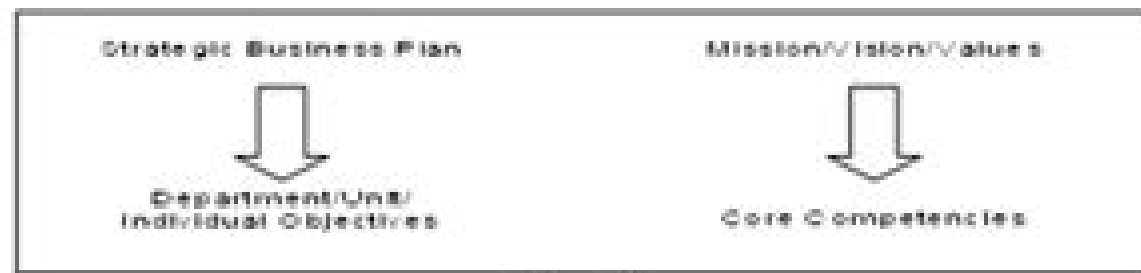 Strategic Business Plan
Mission/Vision/Values
Department/Unit/
Individual Objectives
Core Competencies